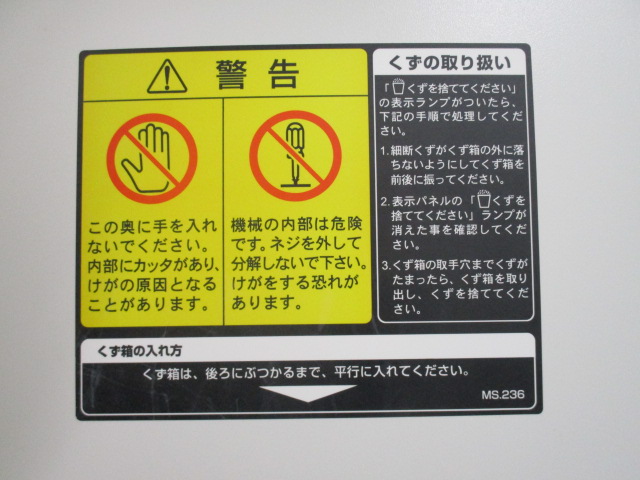 警告
この奥に手を入れ
ないでください。
内部にカッタがあり、
けがの原因となる
ことがあります。
機械の内部は危険
です。ネジを外して
分解しないで下さい。
けがをする恐れが
あります。
くずの取り扱い
「くずを捨ててください」
の表示ランプがついたら、
下記の手順で処理してくだ
さい。
1.細断くずがくず箱の外に落
ちないようにしてくず箱を
前後に振ってください。
2.表示パネルの「くずを
捨ててください」ランプが
消えた事を確認してくだ
さい。
3.くず箱の取手穴までくずが
たまったら、くず箱を取り
出し、くずを捨ててくだ
さい。
くず箱の入れ方
くず箱は、後ろにぶつかるまで、平行に入れてください。
MS.236